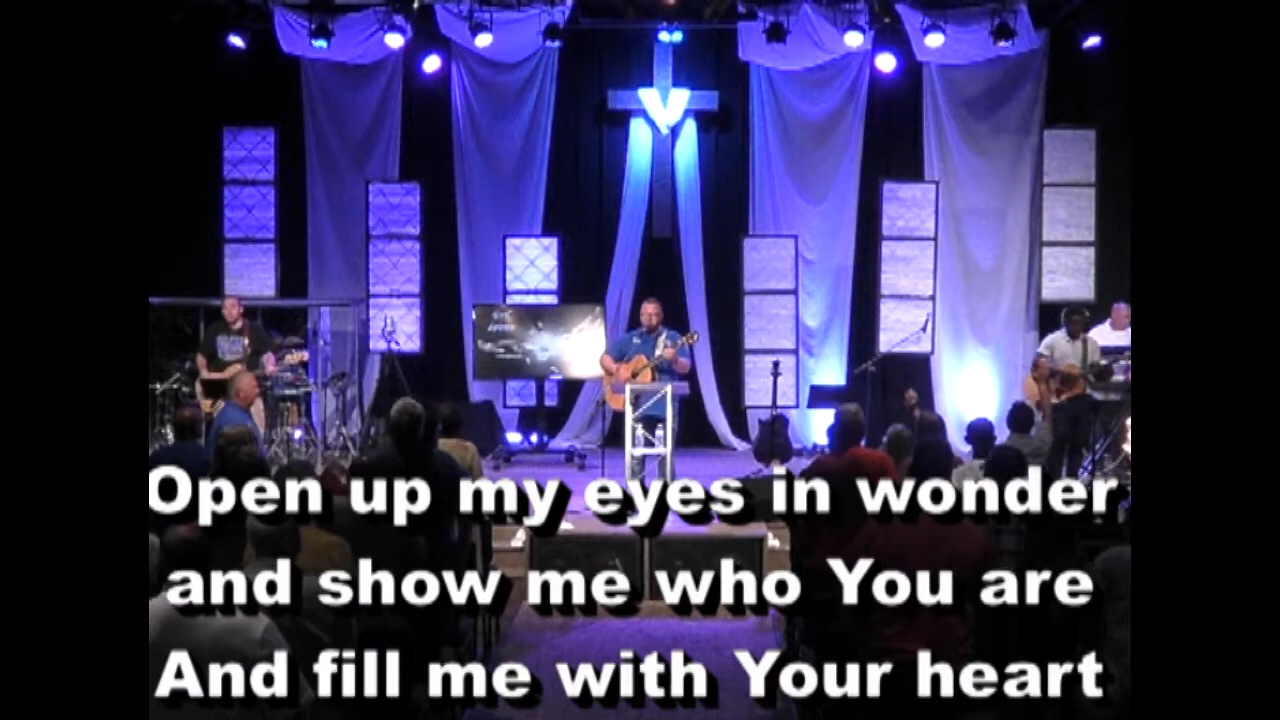 Open up my eyes in wonder
and show me who You are
And fill me with Your heart